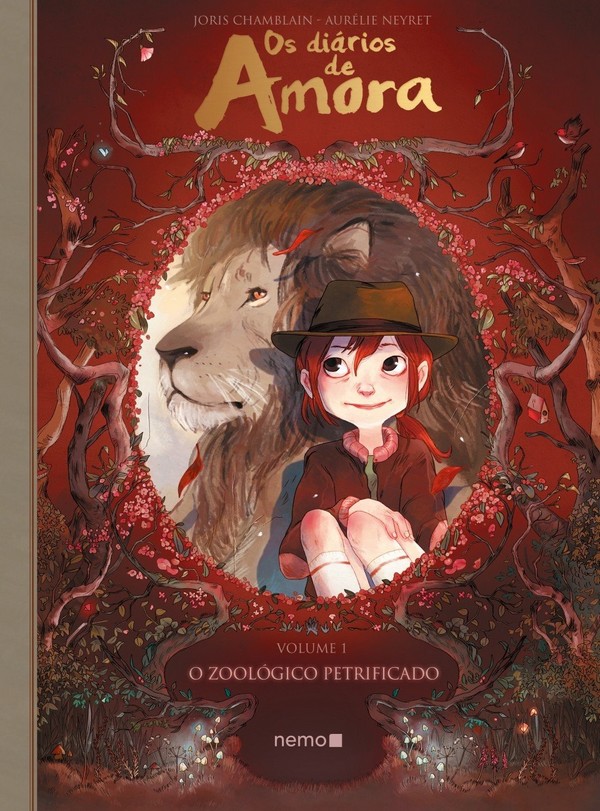 JORIS CHAMBLAIN - AURÉLIE NEYRET
Os diários
de
Amora
VOLUME 1
O ZOOLÓGICO PETRIFICADO
nemo